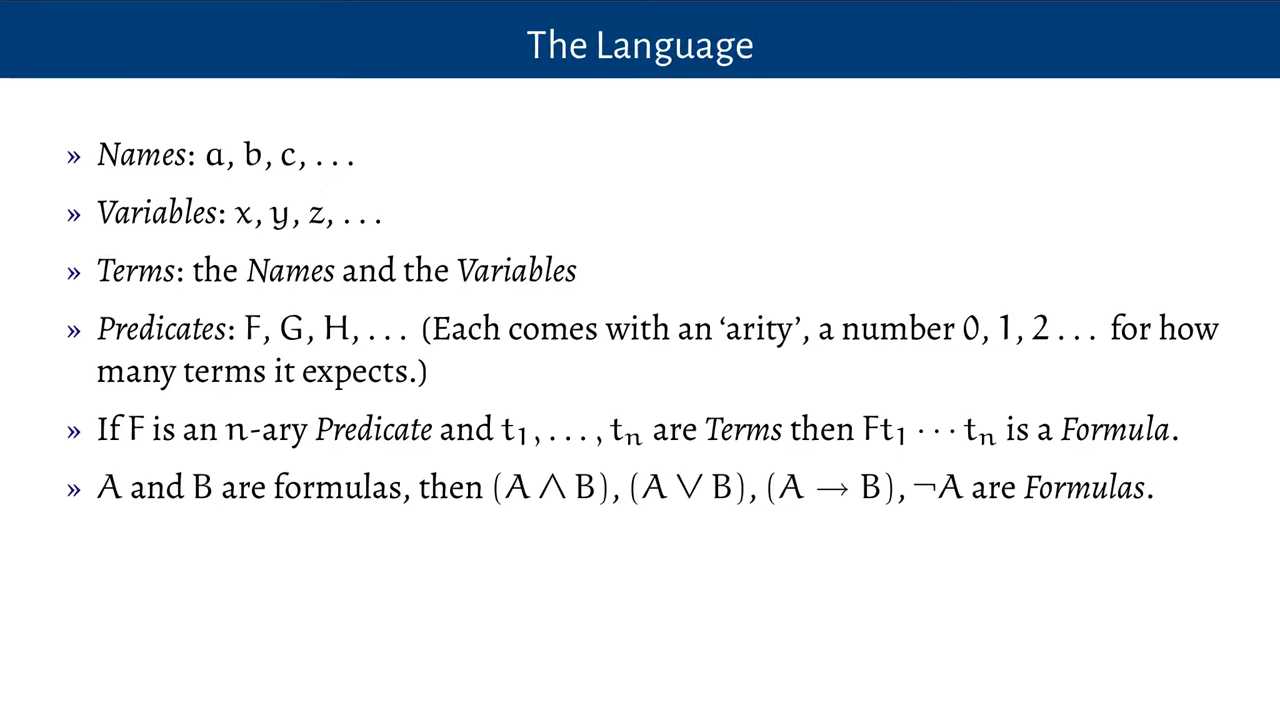 The Language
» Names: a, b, c, . . .
» Variables: x, y, z, . . .
» Terms: the Names and the Variables
» Predicates: F, G, H, . . . (Each comes with an ‘arity’, a number 0, 1, 2 . . . for how
many terms it expects.)
» If F is an n-ary Predicate and t₁, . . . , tₙ are Terms then Ft₁ · · · tₙ is a Formula.
» A and B are formulas, then (A ∧ B), (A ∨ B), (A → B), ¬A are Formulas.